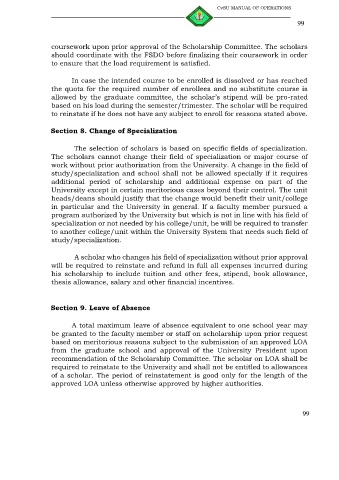 CvSU MANUAL OF OPERATIONS
99
coursework upon prior approval of the Scholarship Committee. The scholars
should coordinate with the FSDO before finalizing their coursework in order
to ensure that the load requirement is satisfied.
In case the intended course to be enrolled is dissolved or has reached
the quota for the required number of enrollees and no substitute course is
allowed by the graduate committee, the scholar's stipend will be pro-rated
based on his load during the semester/trimester. The scholar will be required
to reinstate if he does not have any subject to enroll for reasons stated above.
Section 8. Change of Specialization
The selection of scholars is based on specific fields of specialization.
The scholars cannot change their field of specialization or major course of
work without prior authorization from the University. A change in the field of
study/specialization and school shall not be allowed specially if it requires
additional period of scholarship and additional expense on part of the
University except in certain meritorious cases beyond their control. The unit
heads/deans should justify that the change would benefit their unit/college
in particular and the University in general. If a faculty member pursued a
program authorized by the University but which is not in line with his field of
specialization or not needed by his college/unit, he will be required to transfer
to another college/unit within the University System that needs such field of
study/specialization.
A scholar who changes his field of specialization without prior approval
will be required to reinstate and refund in full all expenses incurred during
his scholarship to include tuition and other fees, stipend, book allowance,
thesis allowance, salary and other financial incentives.
Section 9. Leave of Absence
A total maximum leave of absence equivalent to one school year may
be granted to the faculty member or staff on scholarship upon prior request
based on meritorious reasons subject to the submission of an approved LOA
from the graduate school and approval of the University President upon
recommendation of the Scholarship Committee. The scholar on LOA shall be
required to reinstate to the University and shall not be entitled to allowances
of a scholar. The period of reinstatement is good only for the length of the
approved LOA unless otherwise approved by higher authorities.
99